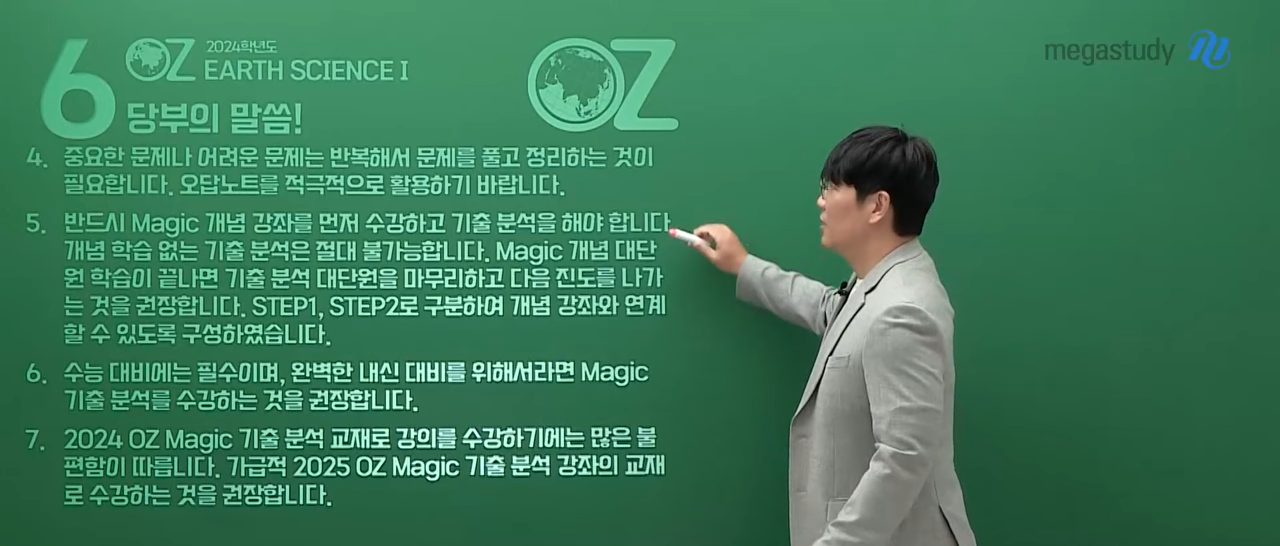 6
OZ
2024학년도
EARTH SCIENCE I
당부의 말씀!
OZ
megastudy
4. 중요한 문제나 어려운 문제는 반복해서 문제를 풀고 정리하는 것이
필요합니다. 오답노트를 적극적으로 활용하기 바랍니다.
5. 반드시 Magic 개념 강좌를 먼저 수강하고 기출 분석을 해야 합니다.
개념 학습 없는 기출 분석은 절대 불가능합니다. Magic 개념 대단
원 학습이 끝나면 기출 분석 대단원을 마무리하고 다음 진도를 나가
는 것을 권장합니다. STEP1, STEP2로 구분하여 개념 강좌와 연계
할 수 있도록 구성하였습니다.
6. 수능 대비에는 필수이며, 완벽한 내신 대비를 위해서라면 Magic
기출 분석를 수강하는 것을 권장합니다.
7. 2024 OZ Magic 기출 분석 교재로 강의를 수강하기에는 많은 불
편함이 따릅니다. 가급적 2025 OZ Magic 기출 분석 강좌의 교재
로 수강하는 것을 권장합니다.